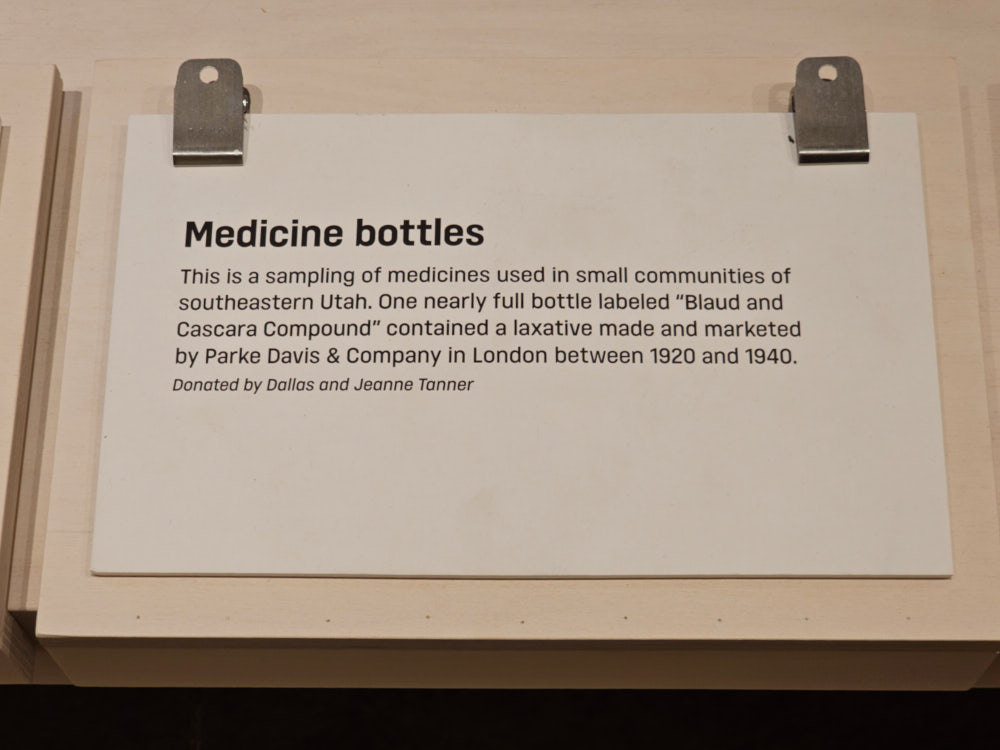 Medicine bottles
This is a sampling of medicines used in small communities of
southeastern Utah. One nearly full bottle labeled “Blaud and
Cascara Compound” contained a laxative made and marketed
by Parke Davis & Company in London between 1920 and 1940.
Donated by Dallas and Jeanne Tanner